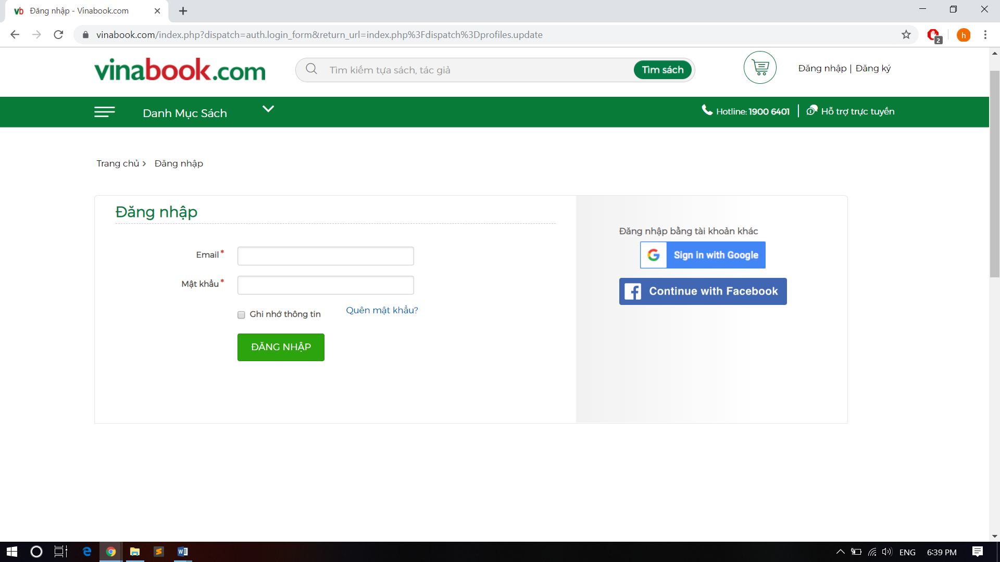 Đăng nhập - Vinabook.com
vinabook.com/index.php?dispatch=auth.login_form&return_url=index.php%3Fdispatch%3Dprofiles.update
2
h
vinabook.com
Tìm kiếm tựa sách, tác giả
Tìm sách
Đăng nhập | Đăng ký
Danh Mục Sách
Hotline: 1900 6401
Hỗ trợ trực tuyến
Trang chủ > Đăng nhập
Đăng nhập
Email *
Mật khẩu *
Ghi nhớ thông tin
Quên mật khẩu?
ĐĂNG NHẬP
Đăng nhập bằng tài khoản khác
Sign in with Google
Continue with Facebook
ENG
6:39 PM